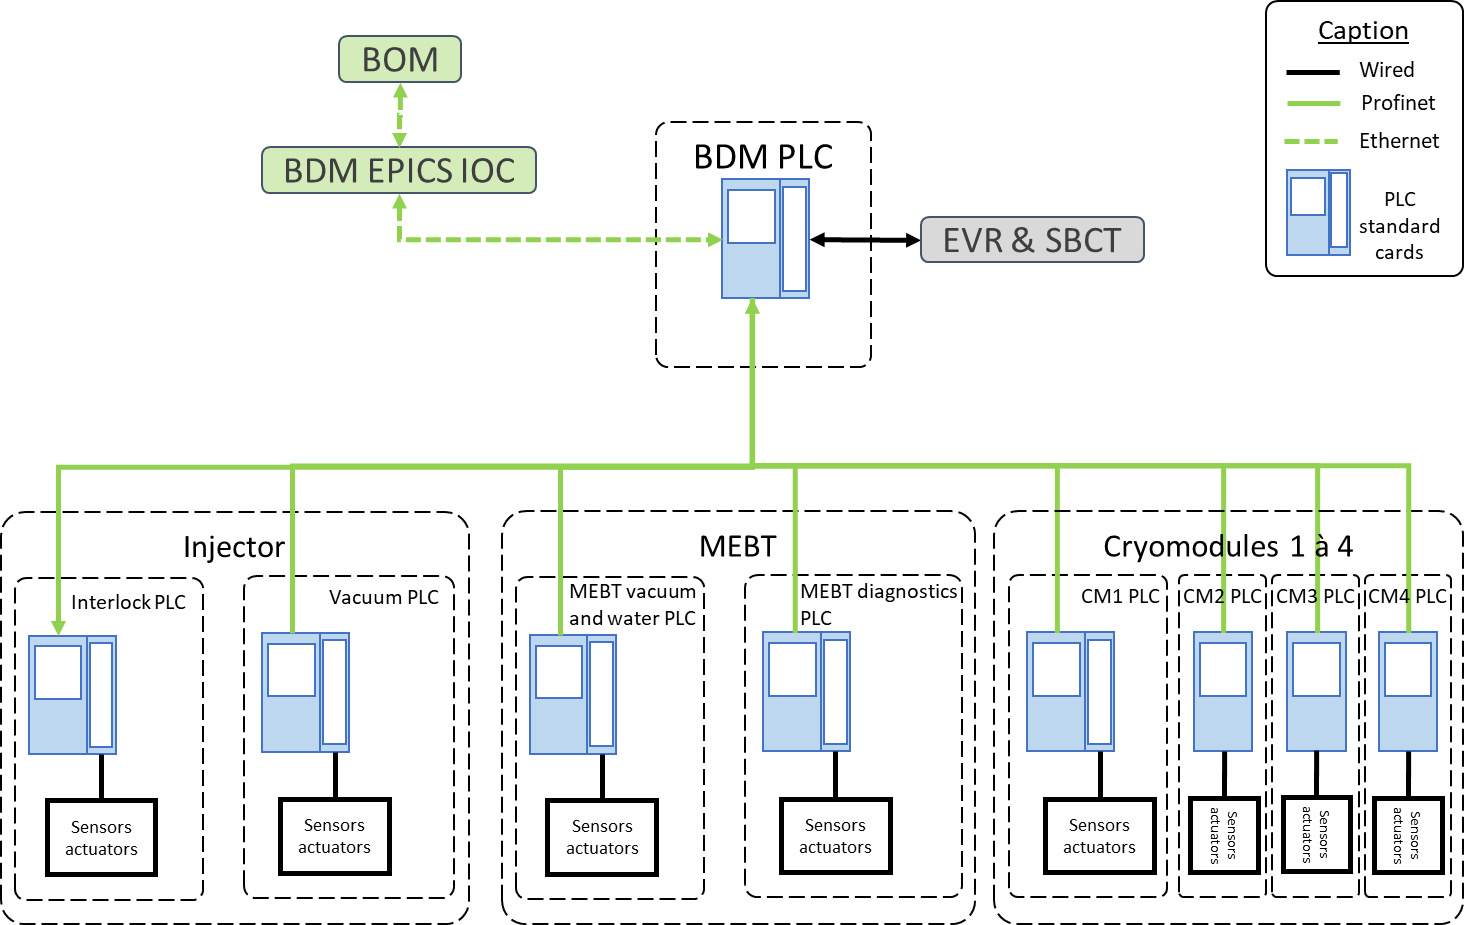 BOM
BDM EPICS IOC
BDM PLC
EVR & SBCT
Caption
Wired
Profinet
Ethernet
PLC
standard
cards
Injector
Interlock PLC
Vacuum PLC
Sensors
actuators
Sensors
actuators
MEBT
MEBT vacuum
and water PLC
MEBT diagnostics
PLC
Sensors
actuators
Sensors
actuators
Cryomodules 1 à 4
CM1 PLC
CM2 PLC
CM3 PLC
CM4 PLC
Sensors
actuators
Sensors
actuators
Sensors
actuators
Sensors
actuators